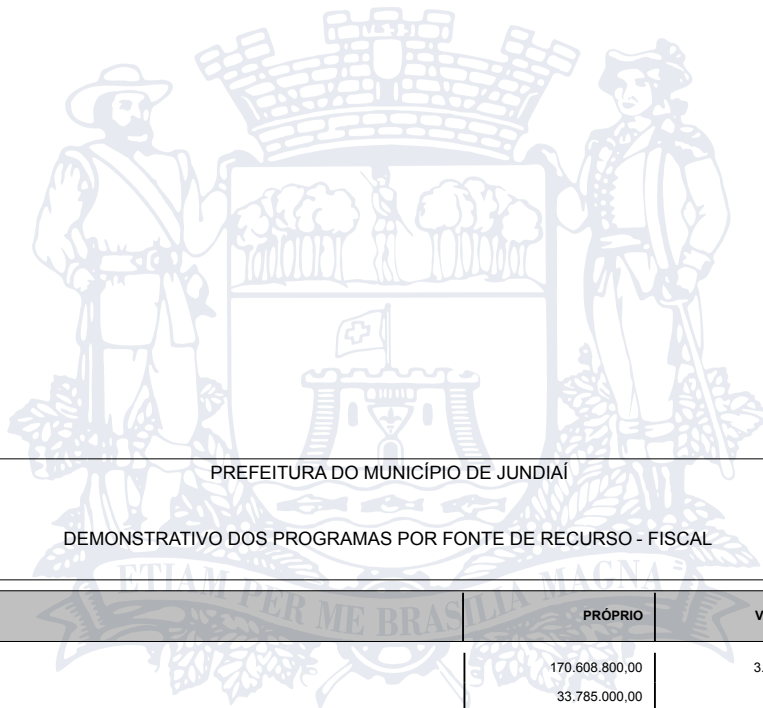 PREFEITURA DO MUNICÍPIO DE JUNDIAÍ
DEMONSTRATIVO DOS PROGRAMAS POR FONTE DE RECURSO - FISCAL
ETIAM PER ME BRASILIA MAGNA
PRÓPRIO V
170.608.800,00 3.
33.785.000,00